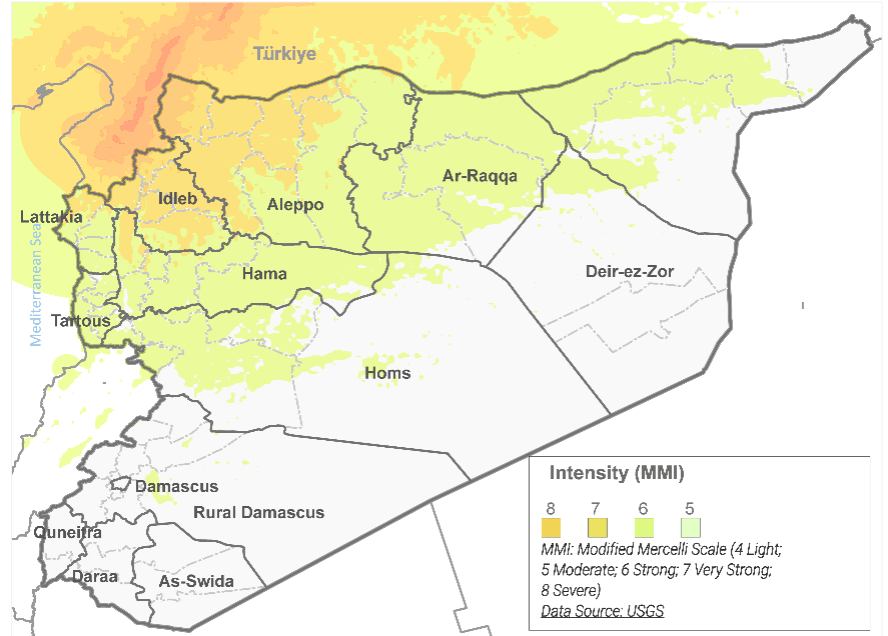 Türkiye
Ar-Raqqa
Idleb
Aleppo
Lattakia
Mediterranean Sea
Hama
Deir-ez-Zor
Tartous
Homs
Damascus
Rural Damascus
Quneitra
Daraa
As-Swida
Intensity (MMI)
8 7 6 5
MMI: Modified Mercelli Scale (4 Light;
5 Moderate; 6 Strong; 7 Very Strong;
8 Severe)
Data Source: USGS